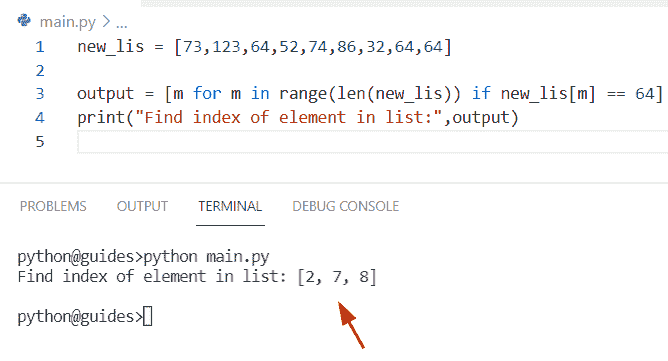 main.py > ...
1 new_lis = [73,123,64,52,74,86,32,64,64]
2
3 output = [m for m in range(len(new_lis)) if new_lis[m] == 64]
4 print("Find index of element in list:",output)
5
PROBLEMS OUTPUT TERMINAL DEBUG CONSOLE
python@guides>python main.py
Find index of element in list: [2, 7, 8]
python@guides>